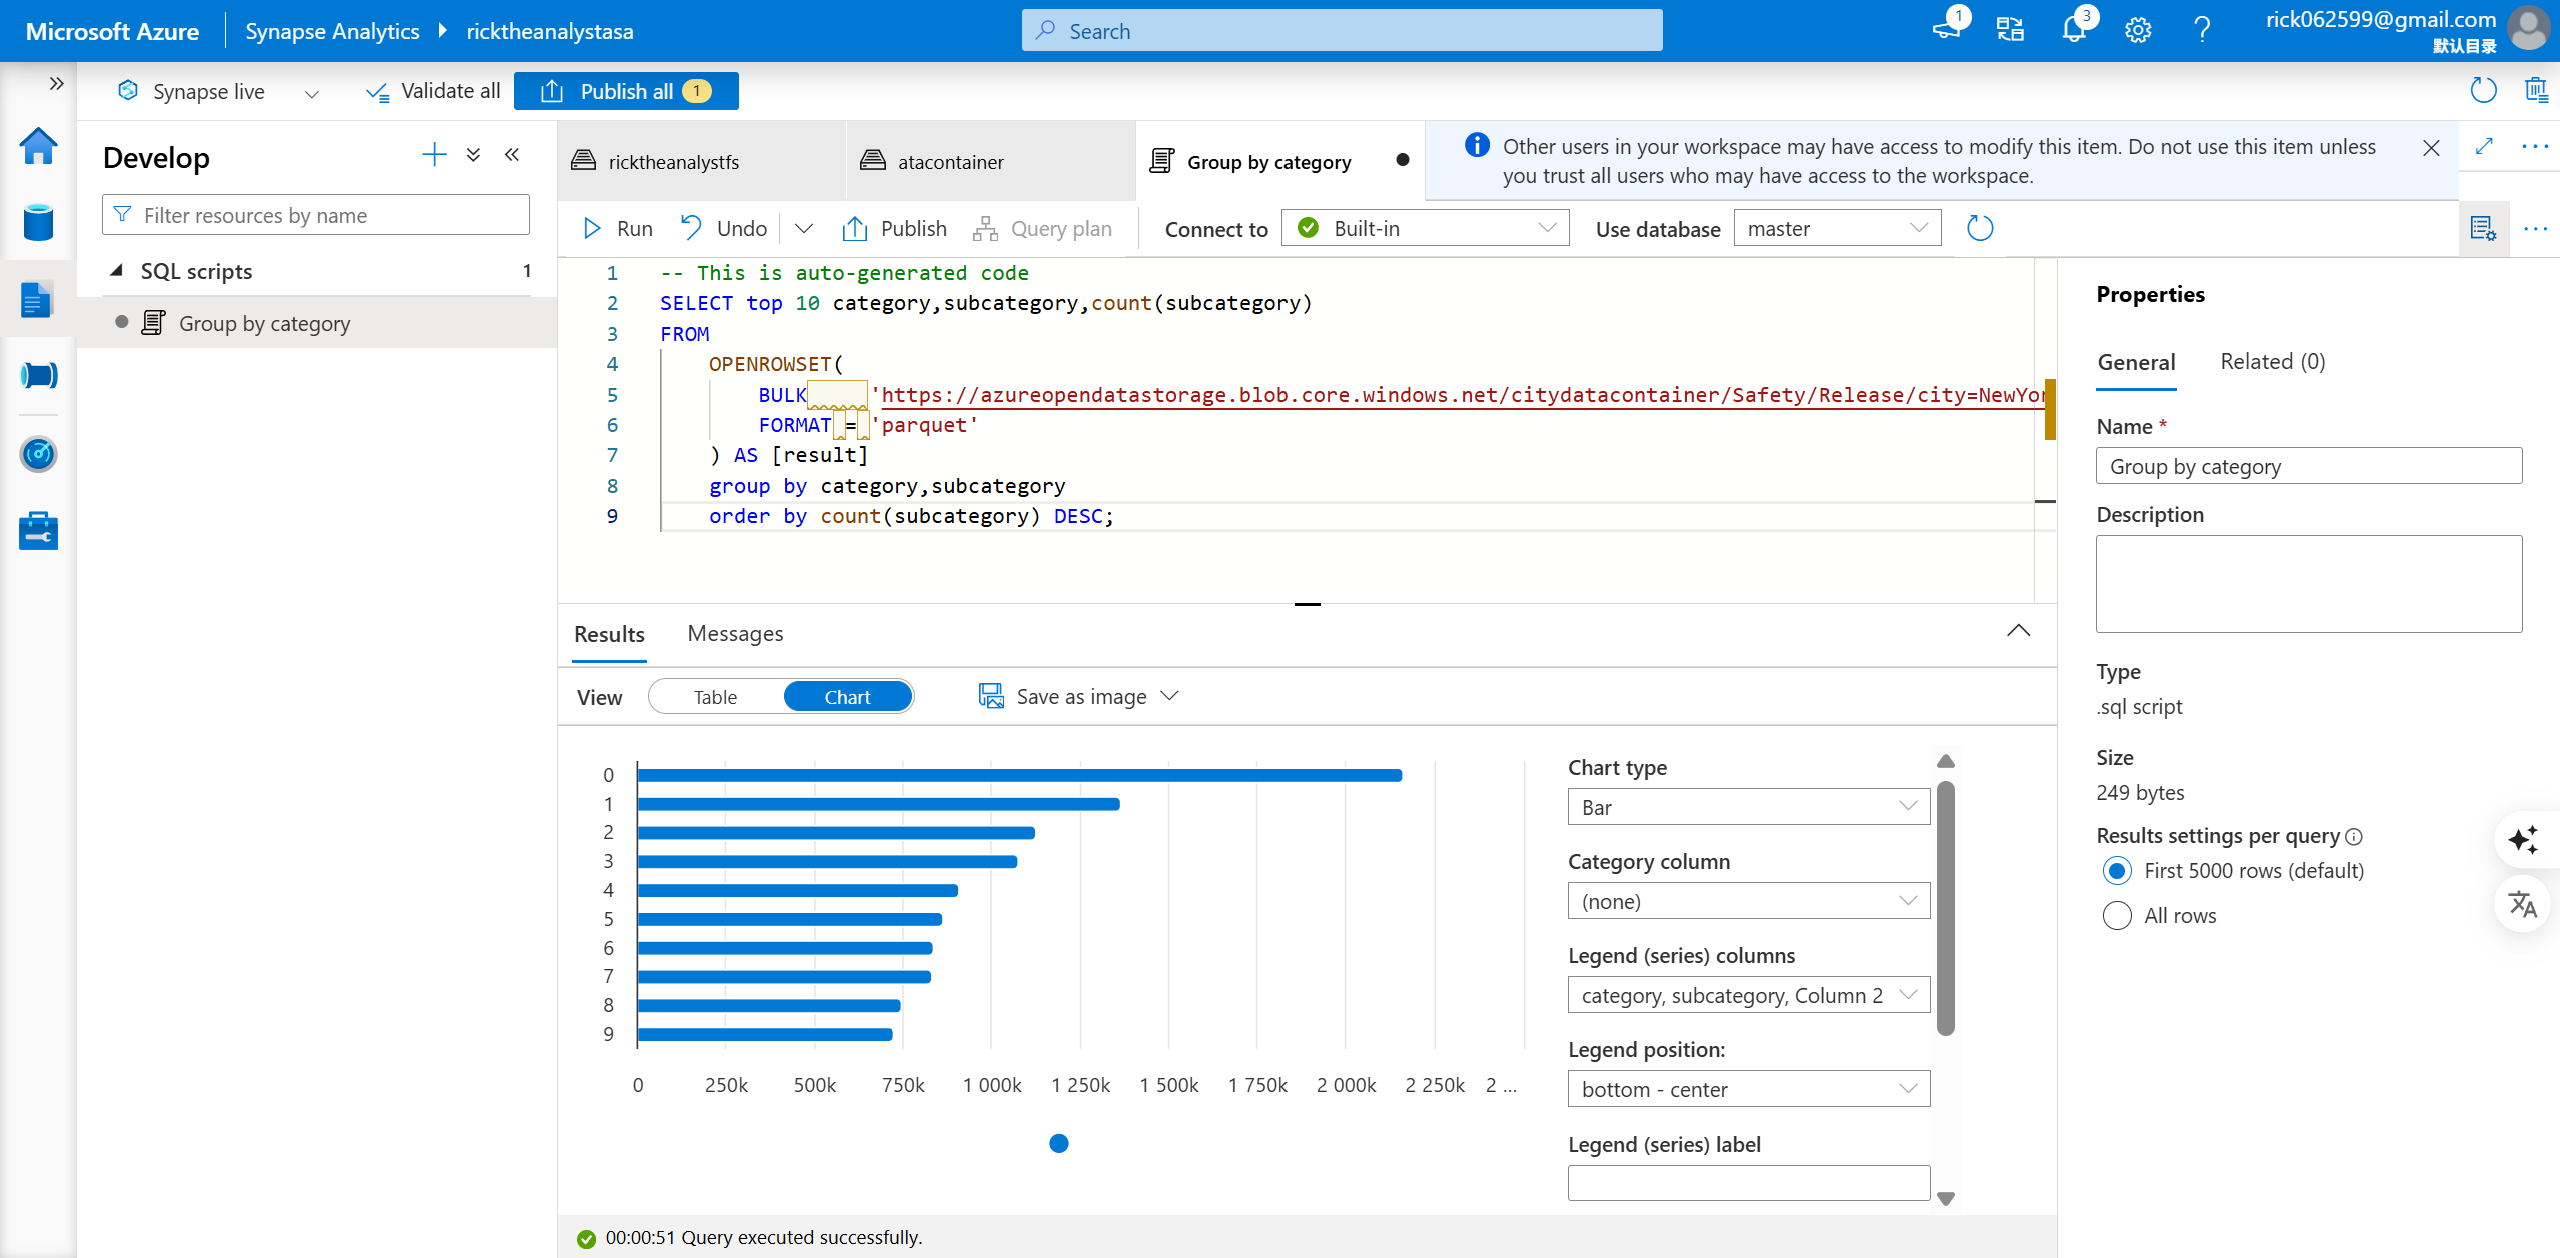 Microsoft Azure
Synapse Analytics
ricktheanalystasa
Search
1
3
rick062599@gmail.com
默认目录
Synapse live
Validate all
Publish all 1
Develop
Filter resources by name
SQL scripts 1
Group by category
ricktheanalystfs
atacontainer
Group by category
Other users in your workspace may have access to modify this item. Do not use this item unless
you trust all users who may have access to the workspace.
Run
Undo
Publish
Query plan
Connect to
Built-in
Use database
master
1 -- This is auto-generated code
2 SELECT top 10 category,subcategory,count(subcategory)
3 FROM
4 OPENROWSET(
5 BULK 'https://azureopendatastorage.blob.core.windows.net/citydatacontainer/Safety/Release/city=NewYor
6 FORMAT = 'parquet'
7 ) AS [result]
8 group by category,subcategory
9 order by count(subcategory) DESC;
Results
Messages
View
Table
Chart
Save as image
0
1
2
3
4
5
6
7
8
9
0 250k 500k 750k 1 000k 1 250k 1 500k 1 750k 2 000k 2 250k 2 ...
Chart type
Bar
Category column
(none)
Legend (series) columns
category, subcategory, Column 2
Legend position:
bottom - center
Legend (series) label
00:00:51 Query executed successfully.
Properties
General
Related (0)
Name *
Group by category
Description
Type
.sql script
Size
249 bytes
Results settings per query
First 5000 rows (default)
All rows